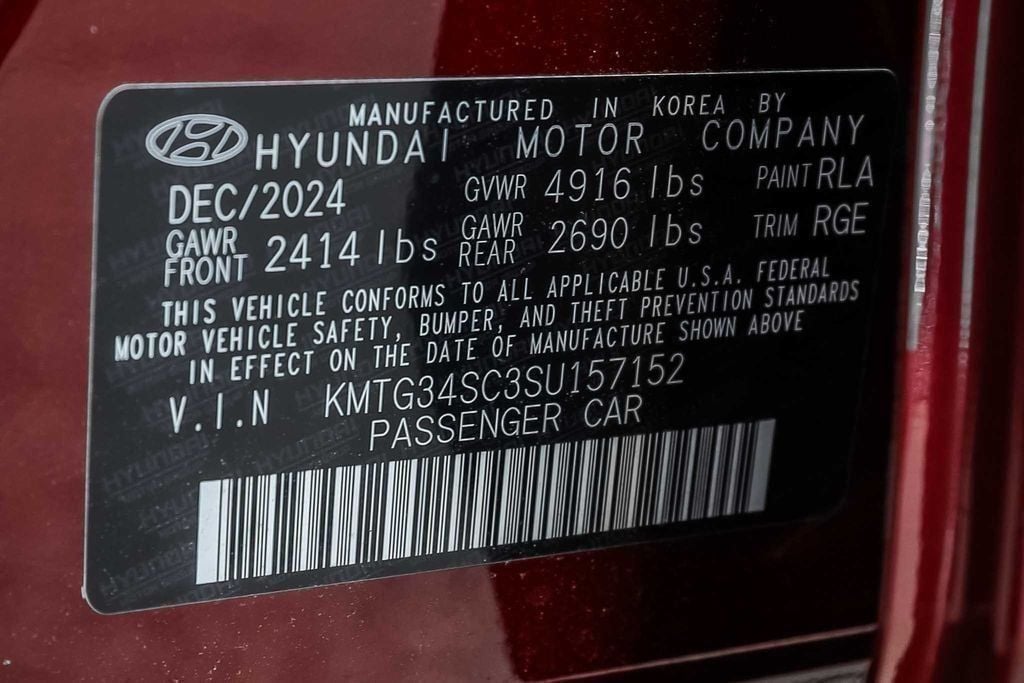 MANUFACTURED IN KOREA BY
HYUNDAI MOTOR COMPANY
DEC/2024 GVWR 4916 lbs PAINT RLA
GAWR FRONT 2414 lbs GAWR REAR 2690 lbs TRIM RGE
THIS VEHICLE CONFORMS TO ALL APPLICABLE U.S.A. FEDERAL
MOTOR VEHICLE SAFETY, BUMPER, AND THEFT PREVENTION STANDARDS
IN EFFECT ON THE DATE OF MANUFACTURE SHOWN ABOVE
V.I.N KMTG34SC3SU157152
PASSENGER CAR